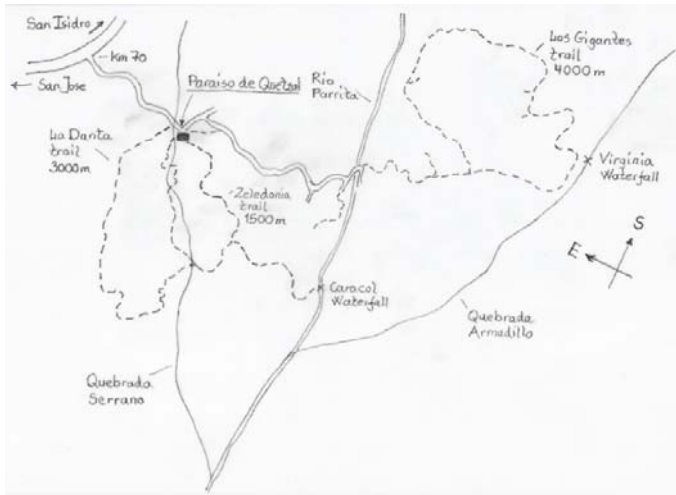 San Isidro
Km 70
San Jose
Paraiso de Quetzal
Rio
Parrita
Los Gigantes
trail
4000 m
La Danta
trail
3000 m
Zeledonia
trail
1500 m
Virginia
Waterfall
S
E
Caracol
Waterfall
Quebrada
Armadillo
Quebrada
Serrano